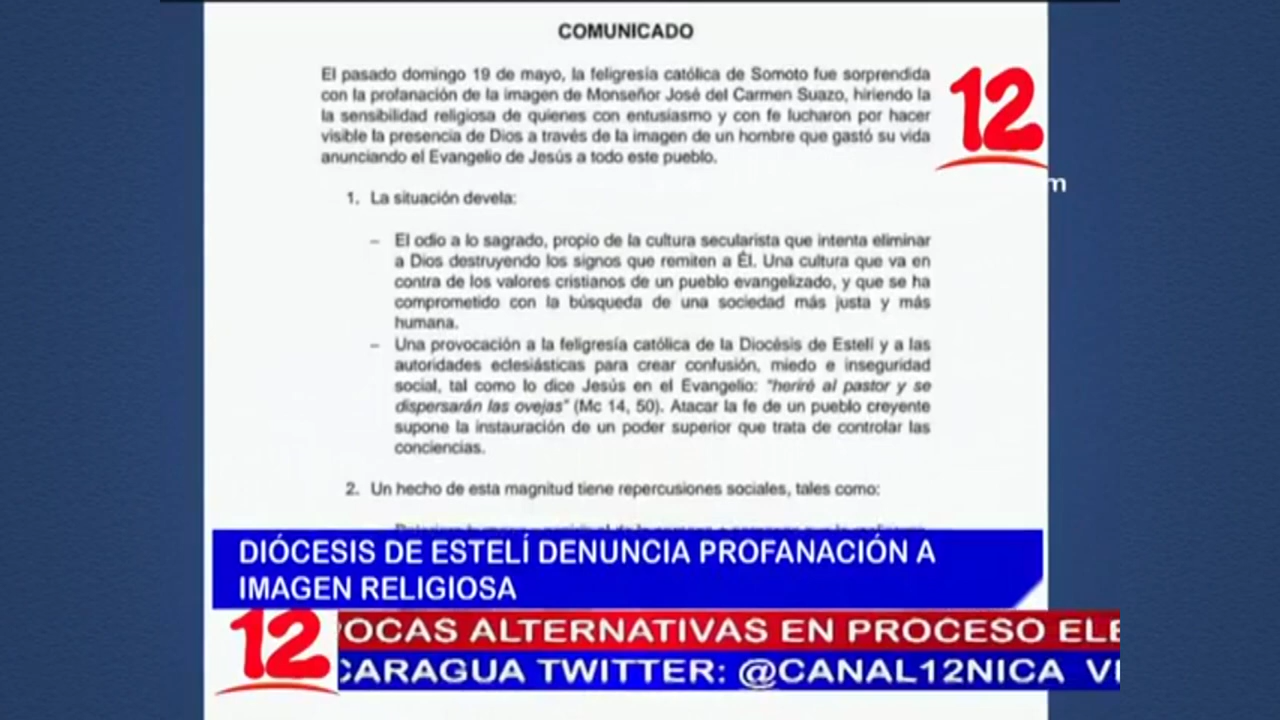 COMUNICADO
El pasado domingo 19 de mayo, la feligresía católica de Somoto fue sorprendida
con la profanación de la imagen de Monseñor José del Carmen Suazo, hiriendo la
la sensibilidad religiosa de quienes con entusiasmo y con fe lucharon por hacer
visible la presencia de Dios a través de la imagen de un hombre que gastó su vida
anunciando el Evangelio de Jesús a todo este pueblo.
12
m
1. La situación devela:
– El odio a lo sagrado, propio de la cultura secularista que intenta eliminar
a Dios destruyendo los signos que remiten a Él. Una cultura que va en
contra de los valores cristianos de un pueblo evangelizado, y que se ha
comprometido con la búsqueda de una sociedad más justa y más
humana.
– Una provocación a la feligresía católica de la Diocèsis de Estelí y a las
autoridades eclesiásticas para crear confusión, miedo e inseguridad
social, tal como lo dice Jesús en el Evangelio: "heriré al pastor y se
dispersarán las ovejas" (Mc 14, 50). Atacar la fe de un pueblo creyente
supone la instauración de un poder superior que trata de controlar las
conciencias.
2. Un hecho de esta magnitud tiene repercusiones sociales, tales como:
DIÓCESIS DE ESTELÍ DENUNCIA PROFANACIÓN A
IMAGEN RELIGIOSA
12
POCAS ALTERNATIVAS EN PROCESO ELE
CARAGUA TWITTER: @CANAL12NICA VI